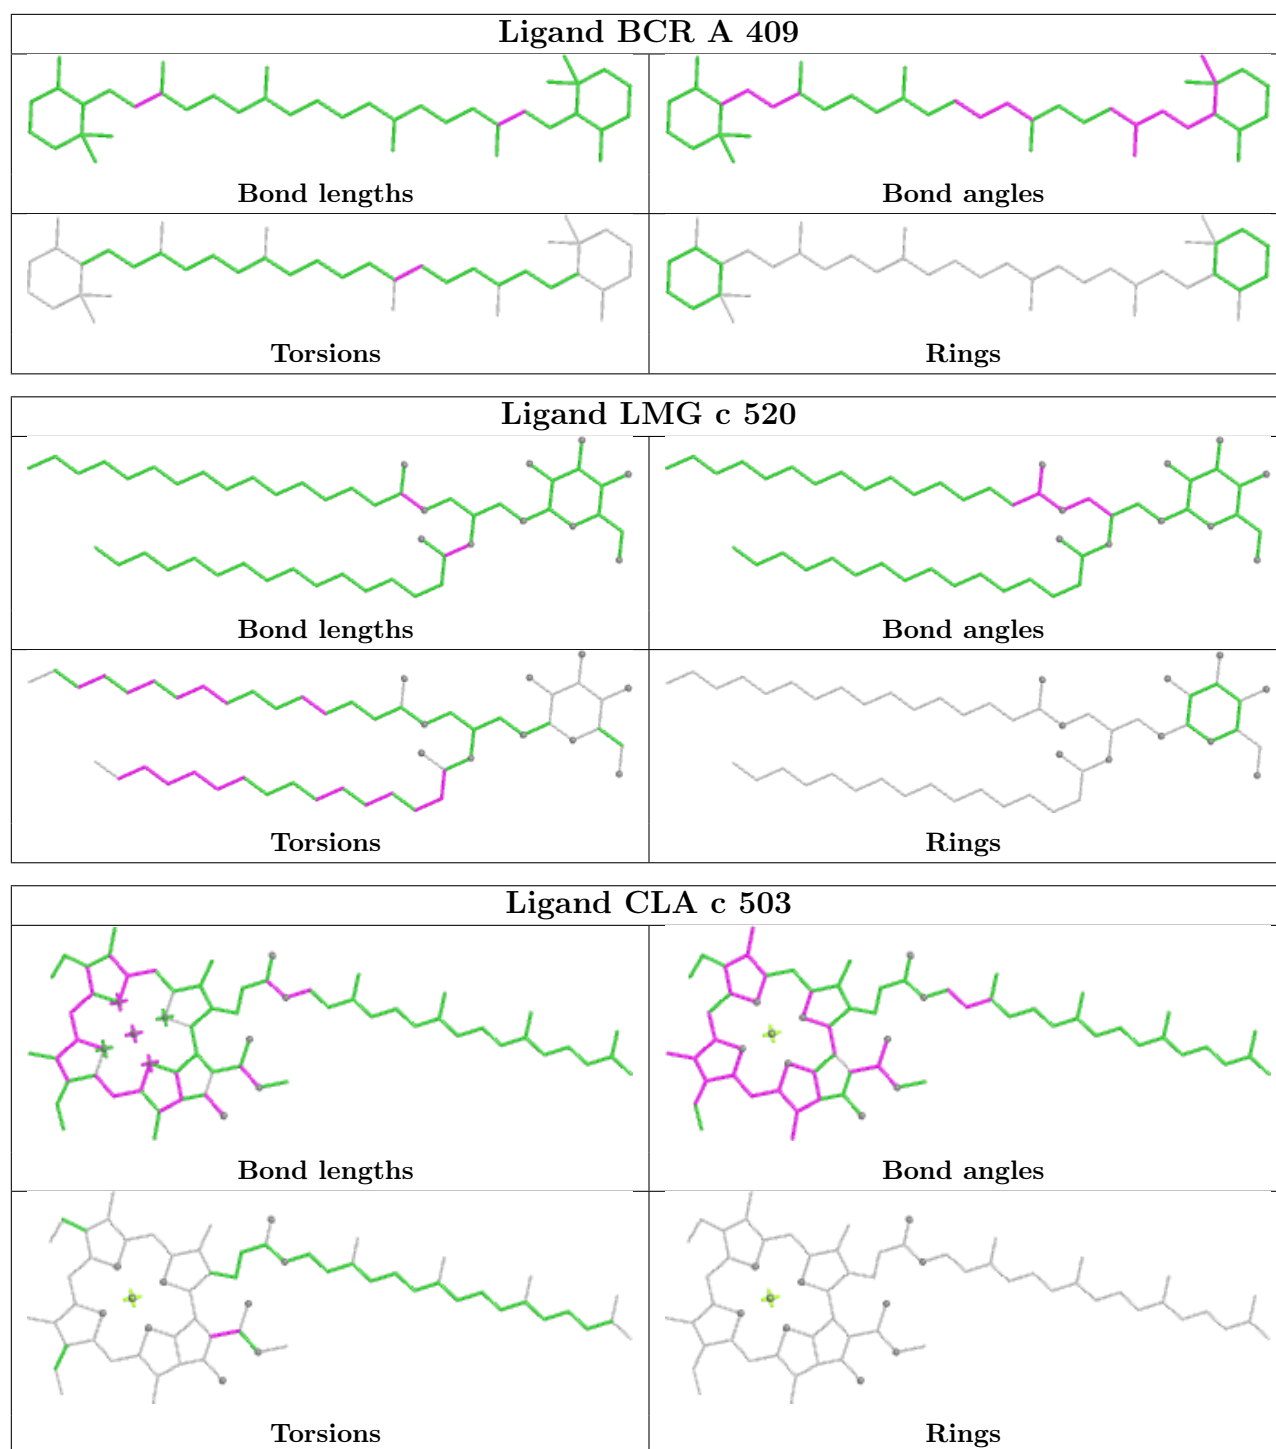 Ligand BCR A 409
Bond lengths
Bond angles
Torsions
Rings
Ligand LMG c 520
Bond lengths
Bond angles
Torsions
Rings
Ligand CLA c 503
Bond lengths
Bond angles
Torsions
Rings